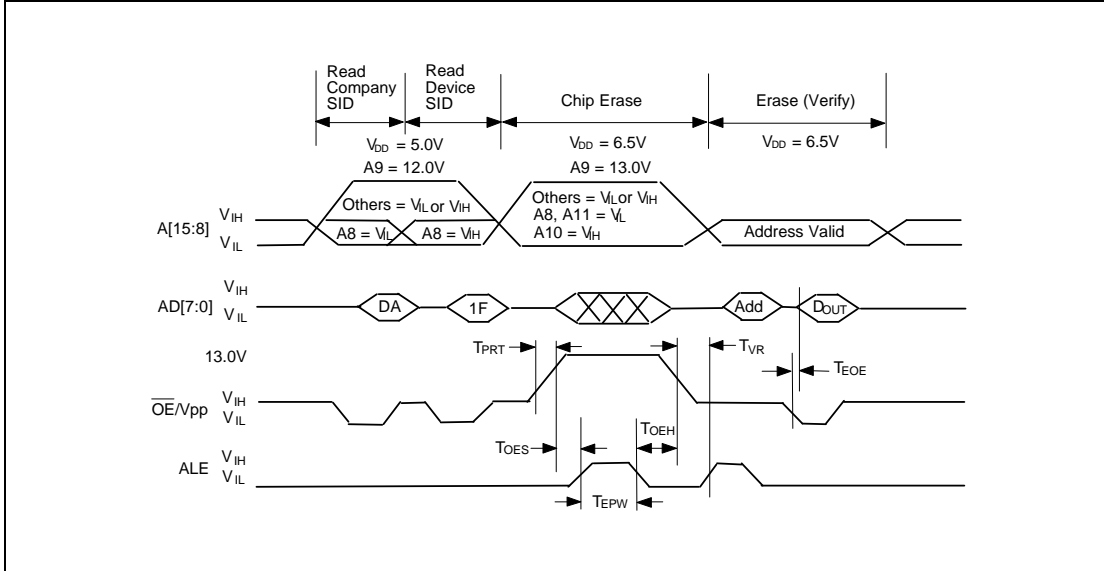 Read
Company
SID
Read
Device
SID
Chip Erase
Erase (Verify)
VDD = 5.0V
VDD = 6.5V
VDD = 6.5V
A9 = 12.0V
A9 = 13.0V
Others = VIL or VIH
Others = VIL or VIH
A8, A11 = VIL
A10 = VIH
A[15:8]
VIH
VIL
A8 = VIL
A8 = VIH
Address Valid
AD[7:0]
VIH
VIL
DA
1F
Add
DOUT
13.0V
TPRT
TVR
TEOE
OE/Vpp
VIH
VIL
TOES
TOEH
ALE
VIH
VIL
TEPW